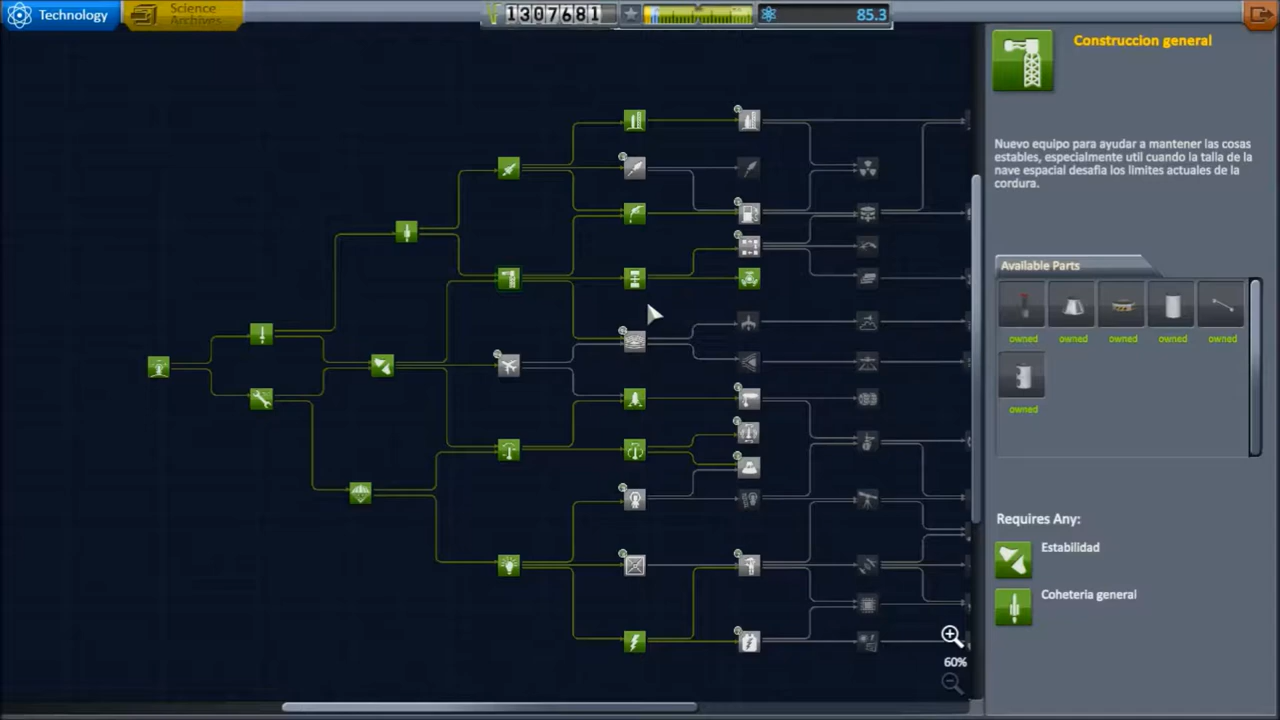 Technology
Science
Archives
1307681
85.3
Construccion general
Nuevo equipo para ayudar a mantener las cosas
estables, especialmente util cuando la talla de la
nave espacial desafia los limites actuales de la
cordura.
Available Parts
owned owned owned owned owned
owned
Requires Any:
Estabilidad
Coheteria general
60%